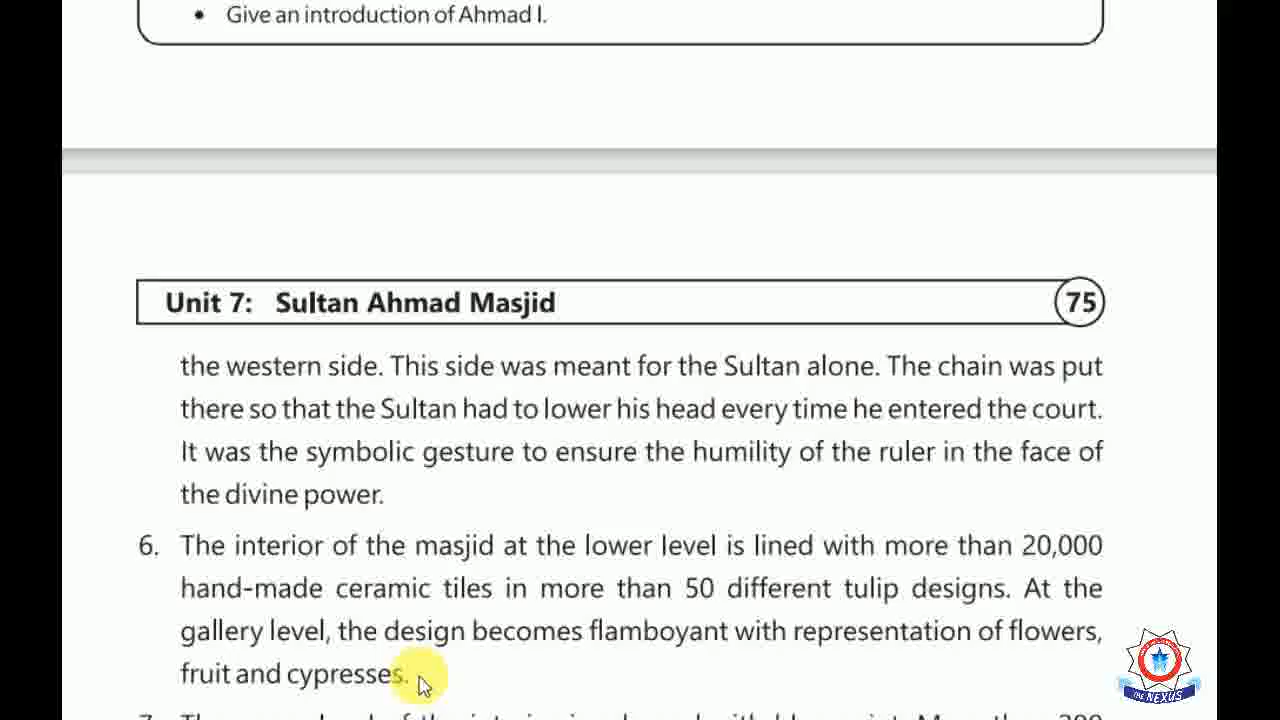 • Give an introduction of Ahmad I.
Unit 7: Sultan Ahmad Masjid 75
the western side. This side was meant for the Sultan alone. The chain was put
there so that the Sultan had to lower his head every time he entered the court.
It was the symbolic gesture to ensure the humility of the ruler in the face of
the divine power.
6. The interior of the masjid at the lower level is lined with more than 20,000
hand-made ceramic tiles in more than 50 different tulip designs. At the
gallery level, the design becomes flamboyant with representation of flowers,
fruit and cypresses.
THE NEXUS